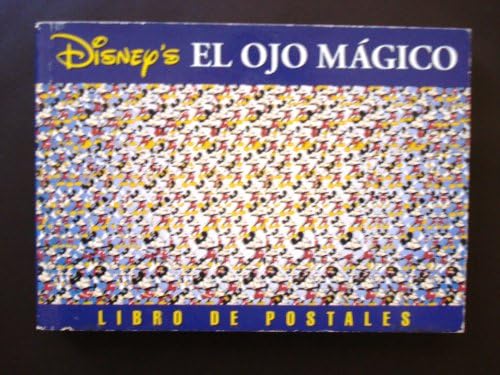 Disney's EL OJO MÁGICO
LIBRO DE POSTALES